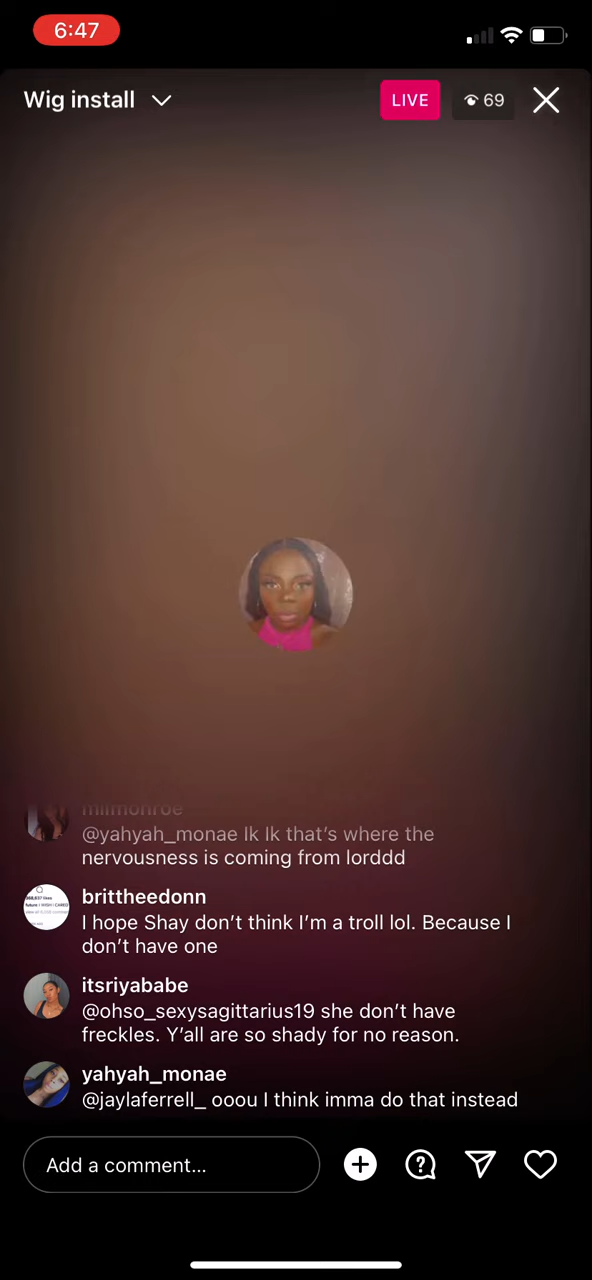 6:47
Wig install
LIVE
69
milmonroe
@yahyah_monae Ik Ik that's where the
nervousness is coming from lorddd
brittheedonn
I hope Shay don't think I'm a troll lol. Because I
don't have one
itsriyababe
@ohso_sexysagittarius19 she don't have
freckles. Y'all are so shady for no reason.
yahyah_monae
@jaylaferrell_ ooou I think imma do that instead
Add a comment...